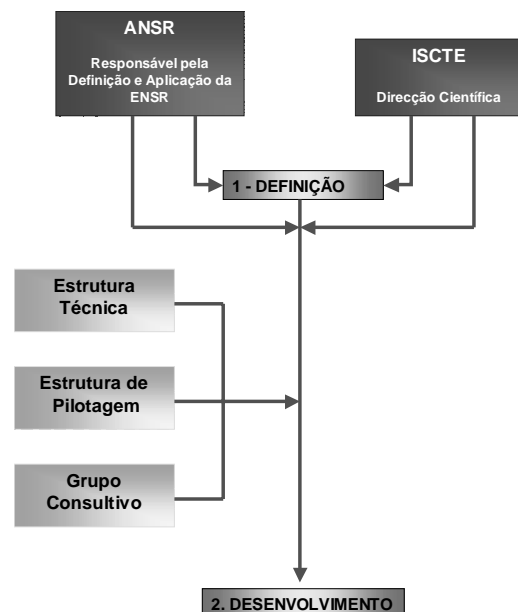 ANSR
Responsável pela
Definição e Aplicação da
ENSR
ISCTE
Direcção Científica
1 - DEFINIÇÃO
Estrutura
Técnica
Estrutura de
Pilotagem
Grupo
Consultivo
2. DESENVOLVIMENTO